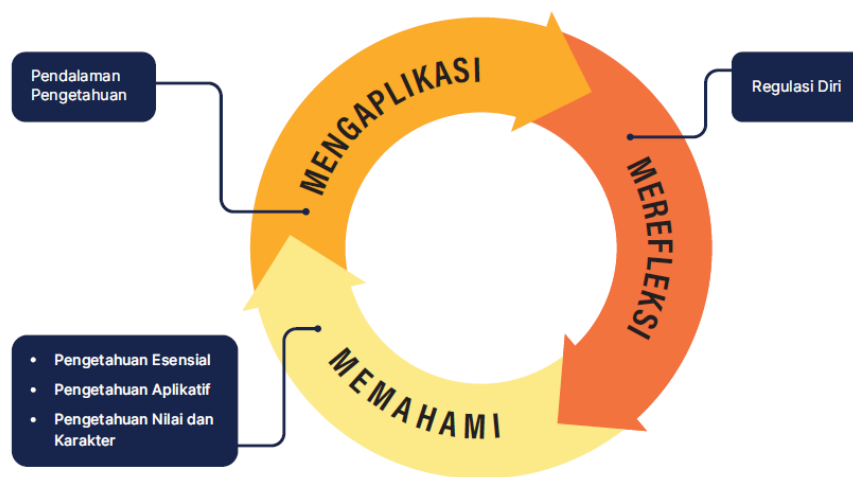 Pendalaman
Pengetahuan
MENGAPLIKASI
Regulasi Diri
MEREFLEKSI
MEMAHAMI
• Pengetahuan Esensial
• Pengetahuan Aplikatif
• Pengetahuan Nilai dan
Karakter